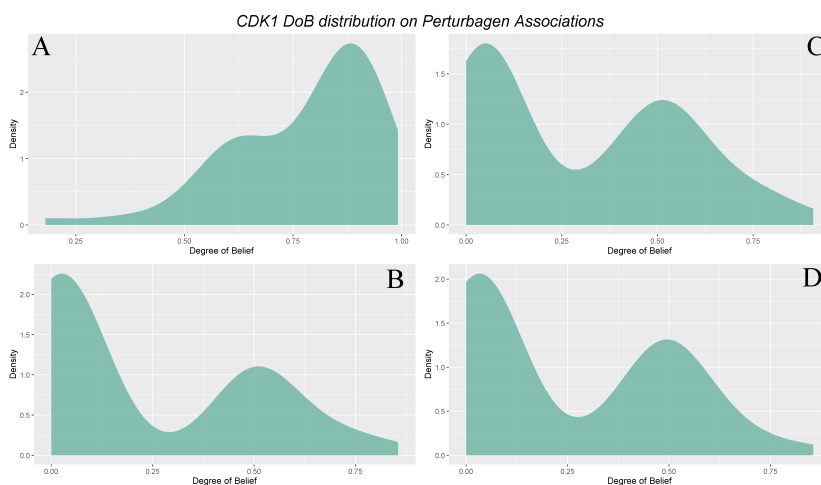 CDK1 DoB distribution on Perturbagen Associations
A
2
1
0
Density
0.25 0.50 0.75 1.00
Degree of Belief
C
1.5
1.0
0.5
0.0
Density
0.00 0.25 0.50 0.75
Degree of Belief
B
2.0
1.5
1.0
0.5
0.0
Density
0.00 0.25 0.50 0.75
Degree of Belief
D
2.0
1.5
1.0
0.5
0.0
Density
0.00 0.25 0.50 0.75
Degree of Belief